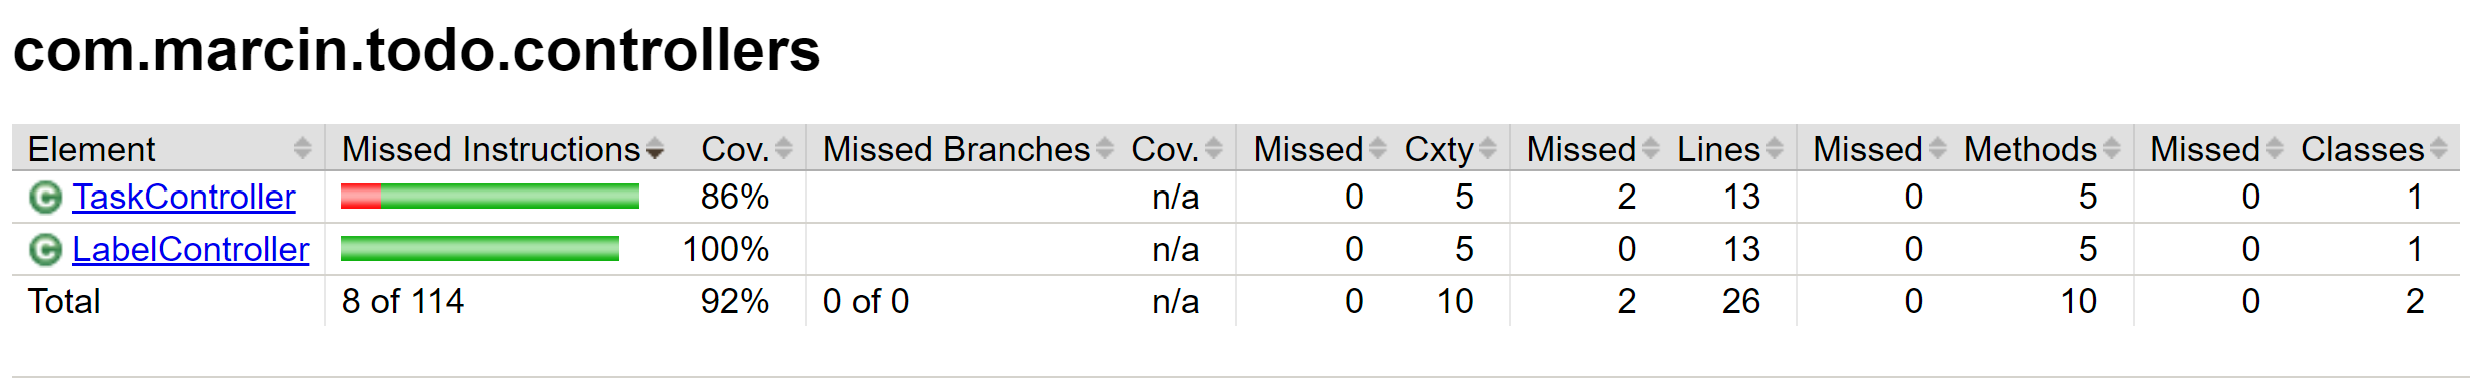 com.marcin.todo.controllers
Element Missed Instructions Cov. Missed Branches Cov. Missed Cxty Missed Lines Missed Methods Missed Classes
C TaskController 86% n/a 0 5 2 13 0 5 0 1
C LabelController 100% n/a 0 5 0 13 0 5 0 1
Total 8 of 114 92% 0 of 0 n/a 0 10 2 26 0 10 0 2